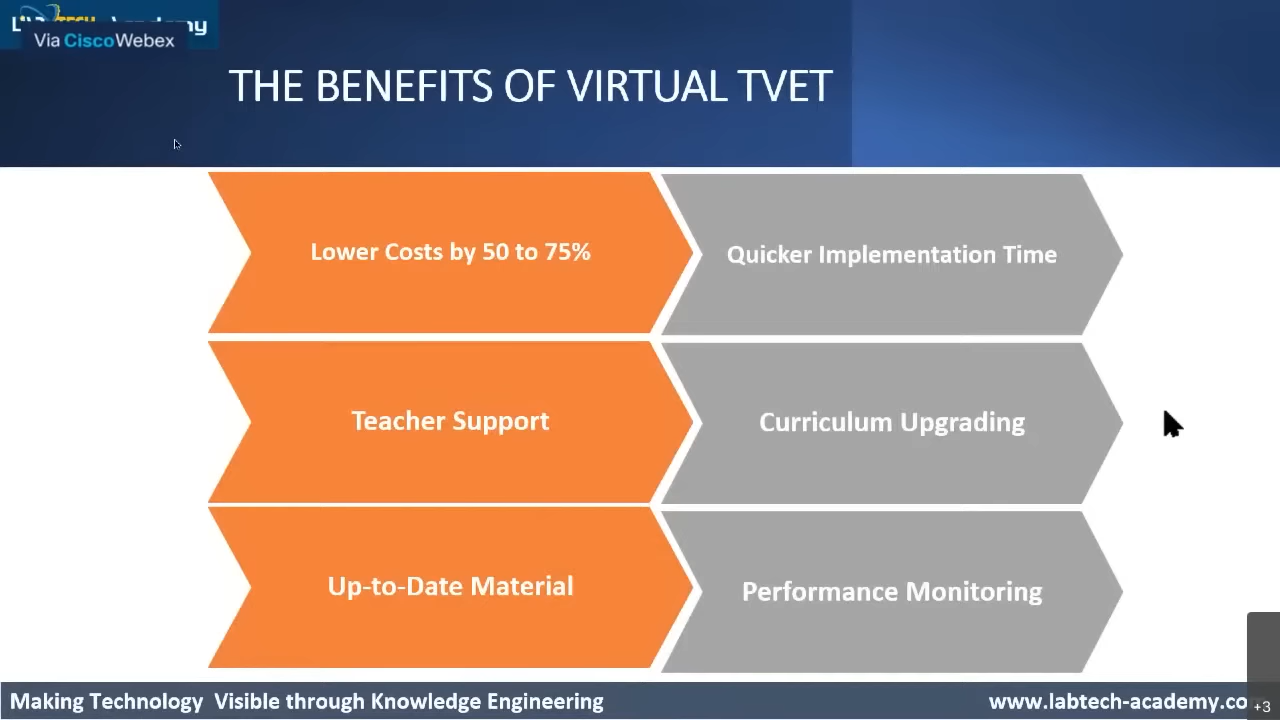 Academy
Via CiscoWebex
THE BENEFITS OF VIRTUAL TVET
Lower Costs by 50 to 75%
Quicker Implementation Time
Teacher Support
Curriculum Upgrading
Up-to-Date Material
Performance Monitoring
Making Technology Visible through Knowledge Engineering
www.labtech-academy.co
+3